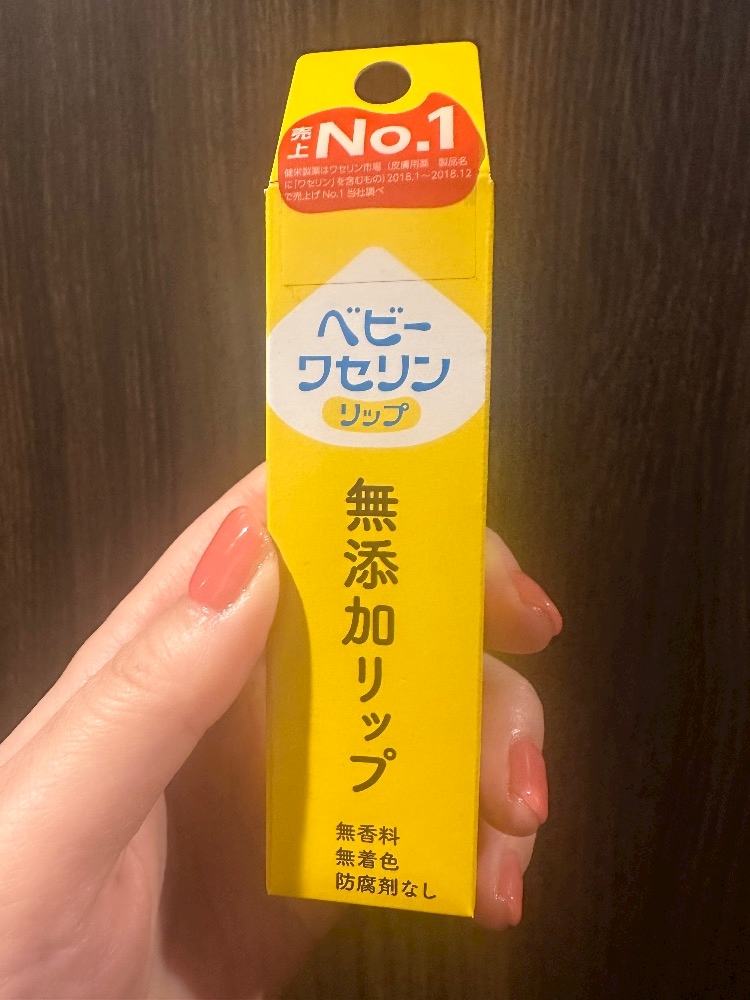 売上 No.1
健栄製薬はワセリン市場（皮膚用薬 製品名
に「ワセリン」を含むもの）2018.1～2018.12
で売上げNo.1 当社調べ
ベビー
ワセリン
リップ
無添加リップ
無香料
無着色
防腐剤なし